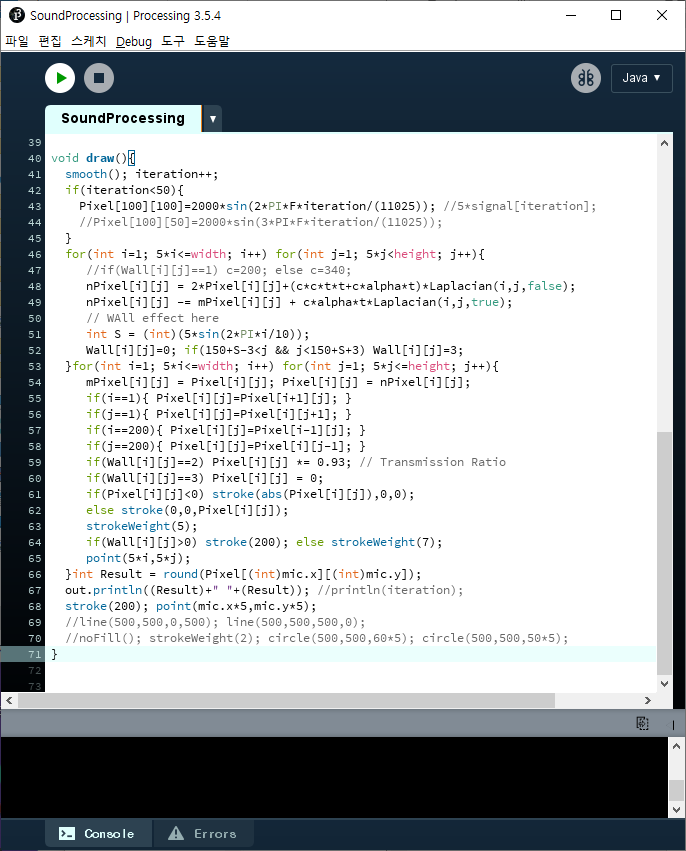 SoundProcessing | Processing 3.5.4
파일 편집 스케치 Debug 도구 도움말
Java ▼
SoundProcessing ▼
39
40 void draw(){
41 smooth(); iteration++;
42 if(iteration<50){
43 Pixel[100][100]=2000*sin(2*PI*F*iteration/(11025)); //5*signal[iteration];
44 //Pixel[100][50]=2000*sin(3*PI*F*iteration/(11025));
45 }
46 for(int i=1; 5*i<=width; i++) for(int j=1; 5*j<height; j++){
47 //if(Wall[i][j]==1) c=200; else c=340;
48 nPixel[i][j] = 2*Pixel[i][j]+(c*c*t*t+c*alpha*t)*Laplacian(i,j,false);
49 nPixel[i][j] -= mPixel[i][j] + c*alpha*t*Laplacian(i,j,true);
50 // WAll effect here
51 int S = (int)(5*sin(2*PI*i/10));
52 Wall[i][j]=0; if(150+S-3<j && j<150+S+3) Wall[i][j]=3;
53 }for(int i=1; 5*i<=width; i++) for(int j=1; 5*j<=height; j++){
54 mPixel[i][j] = Pixel[i][j]; Pixel[i][j] = nPixel[i][j];
55 if(i==1){ Pixel[i][j]=Pixel[i+1][j]; }
56 if(j==1){ Pixel[i][j]=Pixel[i][j+1]; }
57 if(i==200){ Pixel[i][j]=Pixel[i-1][j]; }
58 if(j==200){ Pixel[i][j]=Pixel[i][j-1]; }
59 if(Wall[i][j]==2) Pixel[i][j] *= 0.93; // Transmission Ratio
60 if(Wall[i][j]==3) Pixel[i][j] = 0;
61 if(Pixel[i][j]<0) stroke(abs(Pixel[i][j]),0,0);
62 else stroke(0,0,Pixel[i][j]);
63 strokeWeight(5);
64 if(Wall[i][j]>0) stroke(200); else strokeWeight(7);
65 point(5*i,5*j);
66 }int Result = round(Pixel[(int)mic.x][(int)mic.y]);
67 out.println((Result)+" "+(Result)); //println(iteration);
68 stroke(200); point(mic.x*5,mic.y*5);
69 //line(500,500,0,500); line(500,500,500,0);
70 //noFill(); strokeWeight(2); circle(500,500,60*5); circle(500,500,50*5);
71 }
72
73
Console Errors